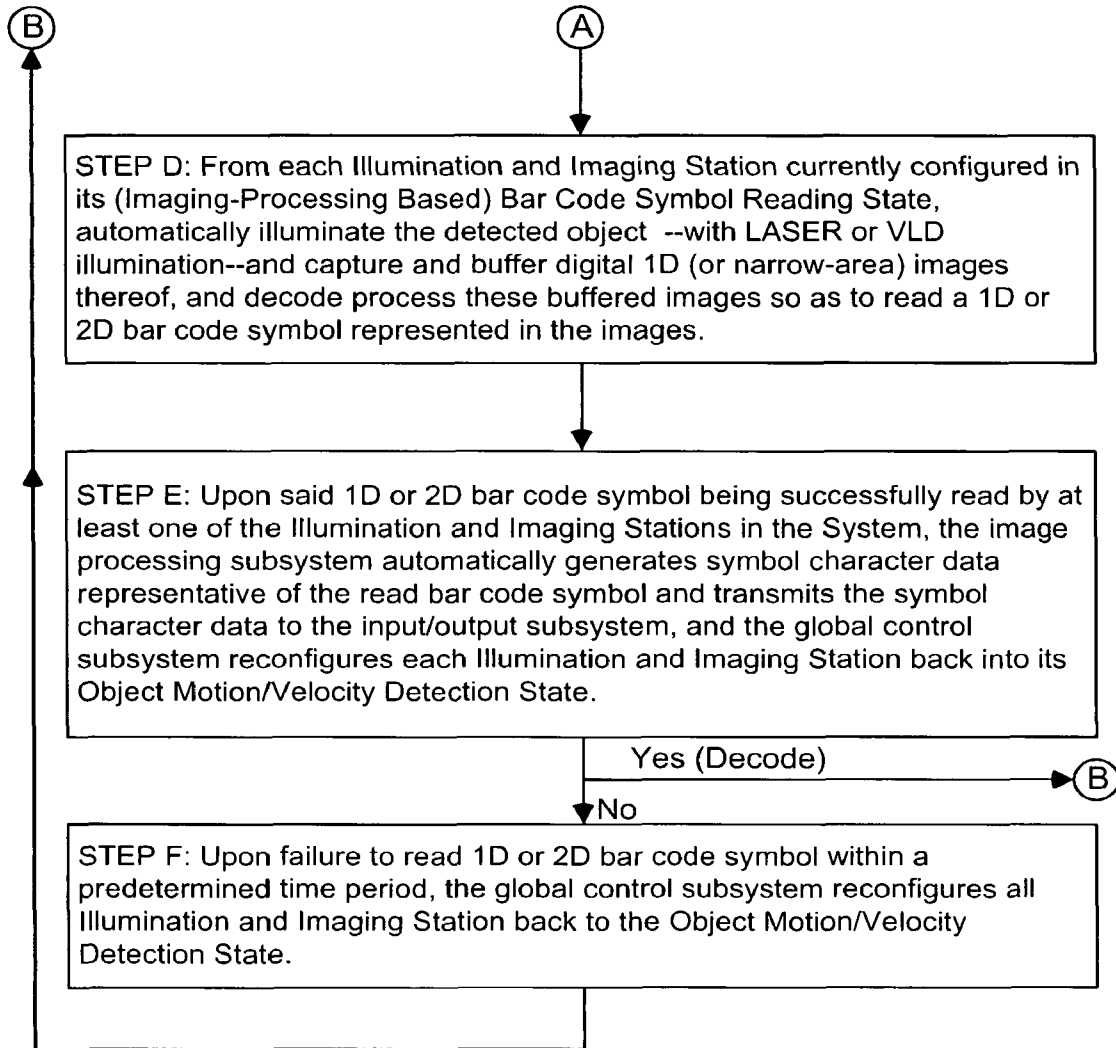 B
A
STEP D: From each Illumination and Imaging Station currently configured in
its (Imaging-Processing Based) Bar Code Symbol Reading State,
automatically illuminate the detected object --with LASER or VLD
illumination--and capture and buffer digital 1D (or narrow-area) images
thereof, and decode process these buffered images so as to read a 1D or
2D bar code symbol represented in the images.
STEP E: Upon said 1D or 2D bar code symbol being successfully read by at
least one of the Illumination and Imaging Stations in the System, the image
processing subsystem automatically generates symbol character data
representative of the read bar code symbol and transmits the symbol
character data to the input/output subsystem, and the global control
subsystem reconfigures each Illumination and Imaging Station back into its
Object Motion/Velocity Detection State.
Yes (Decode)
B
No
STEP F: Upon failure to read 1D or 2D bar code symbol within a
predetermined time period, the global control subsystem reconfigures all
Illumination and Imaging Station back to the Object Motion/Velocity
Detection State.